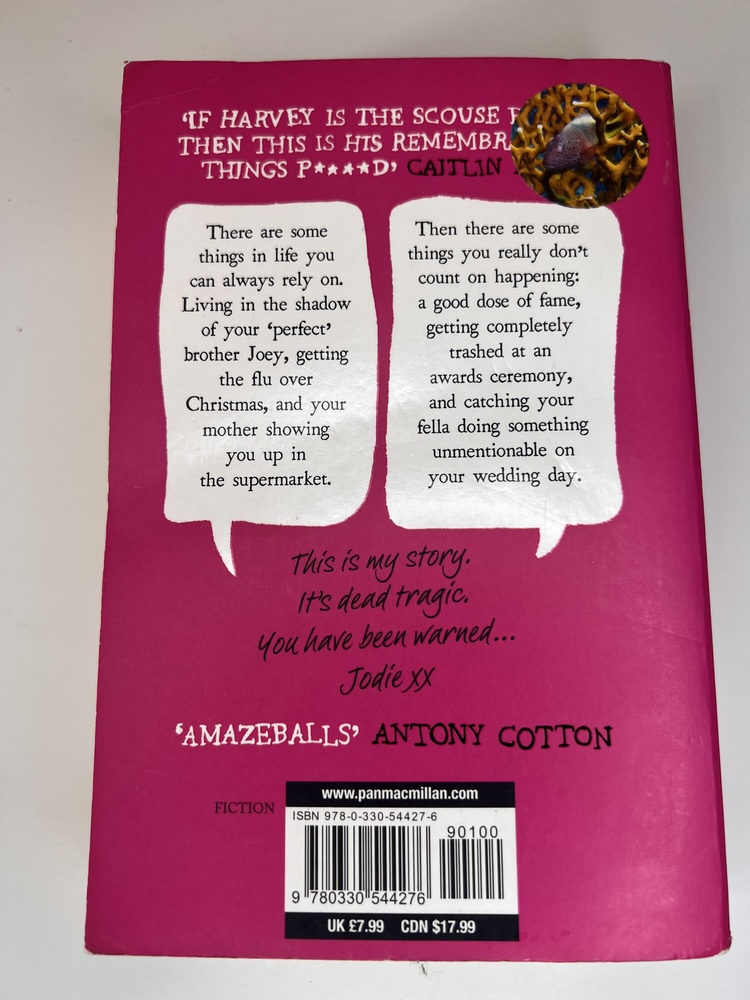 ‘IF HARVEY IS THE SCOUSE
THEN THIS IS HIS
THINGS P****D’ CAITLIN
There are some
things in life you
can always rely on.
Living in the shadow
of your ‘perfect’
brother Joey, getting
the flu over
Christmas, and your
mother showing
you up in
the supermarket.
Then there are some
things you really don’t
count on happening:
a good dose of fame,
getting completely
trashed at an
awards ceremony,
and catching your
fella doing something
unmentionable on
your wedding day.
This is my story.
It’s dead tragic.
You have been warned...
Jodie xx
‘AMAZEBALLS’ ANTONY COTTON
FICTION
www.panmacmillan.com
ISBN 978-0-330-54427-6
90100
9 780330 544276
UK £7.99 CDN $17.99